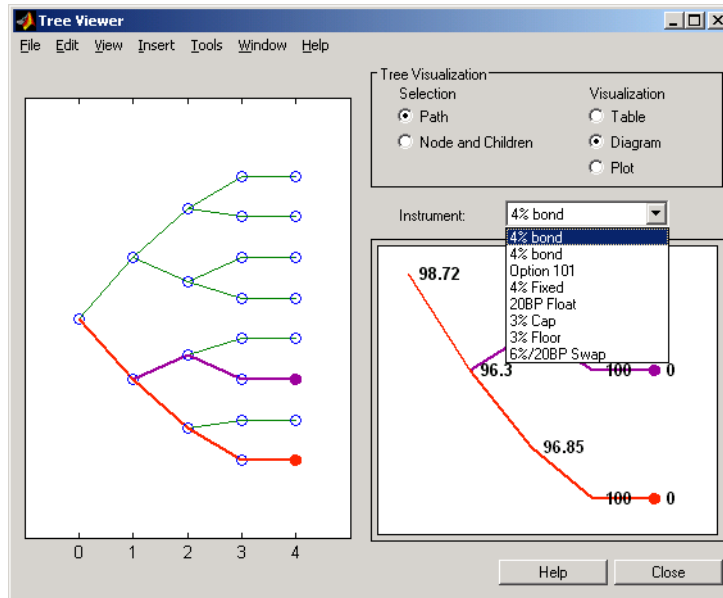 Tree Viewer
File Edit View Insert Tools Window Help
Tree Visualization
Selection
Visualization
Path
Table
Node and Children
Diagram
Plot
Instrument:
4% bond
4% bond
4% bond
Option 101
4% Fixed
20BP Float
3% Cap
3% Floor
6%/20BP Swap
98.72
96.3
100 0
96.85
100 0
0 1 2 3 4
Help
Close